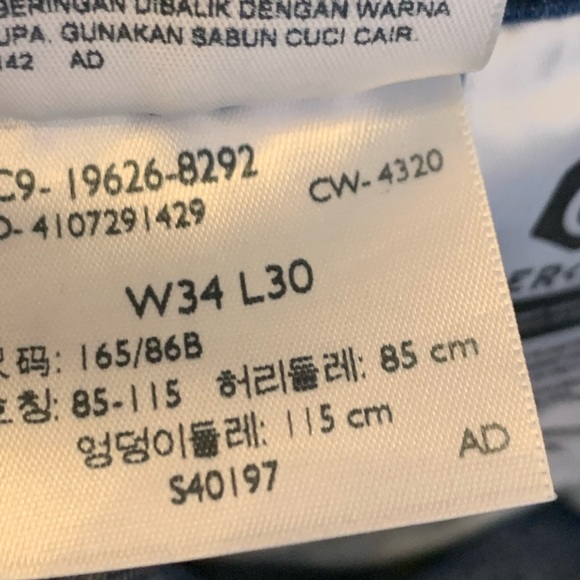 BERINGAN DIBALIK DENGAN WARNA
UPA. GUNAKAN SABUN CUCI CAIR.
142 AD
C9- 19626-8292 CW- 4320
D- 4107291429
W34 L30
码: 165/86B
호칭: 85-115 허리둘레: 85 cm
엉덩이둘레: 115 cm
S40197 AD